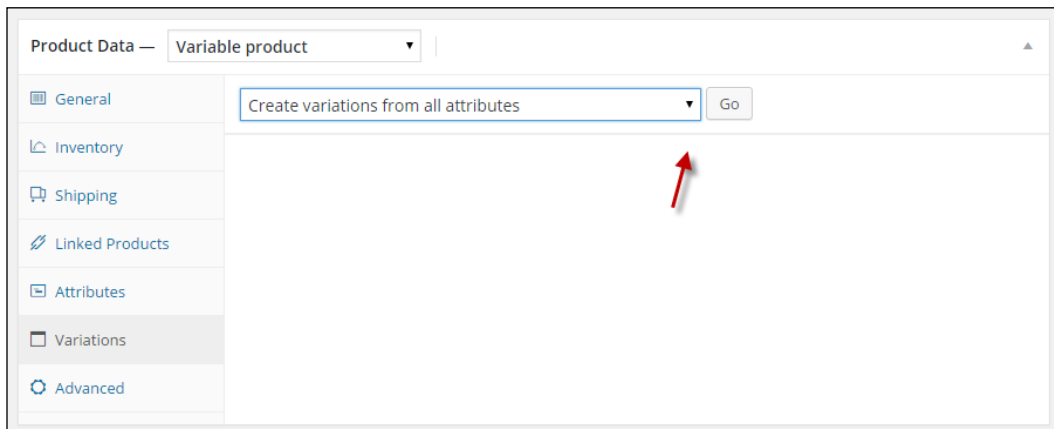 Product Data — Variable product
General
Create variations from all attributes Go
Inventory
Shipping
Linked Products
Attributes
Variations
Advanced